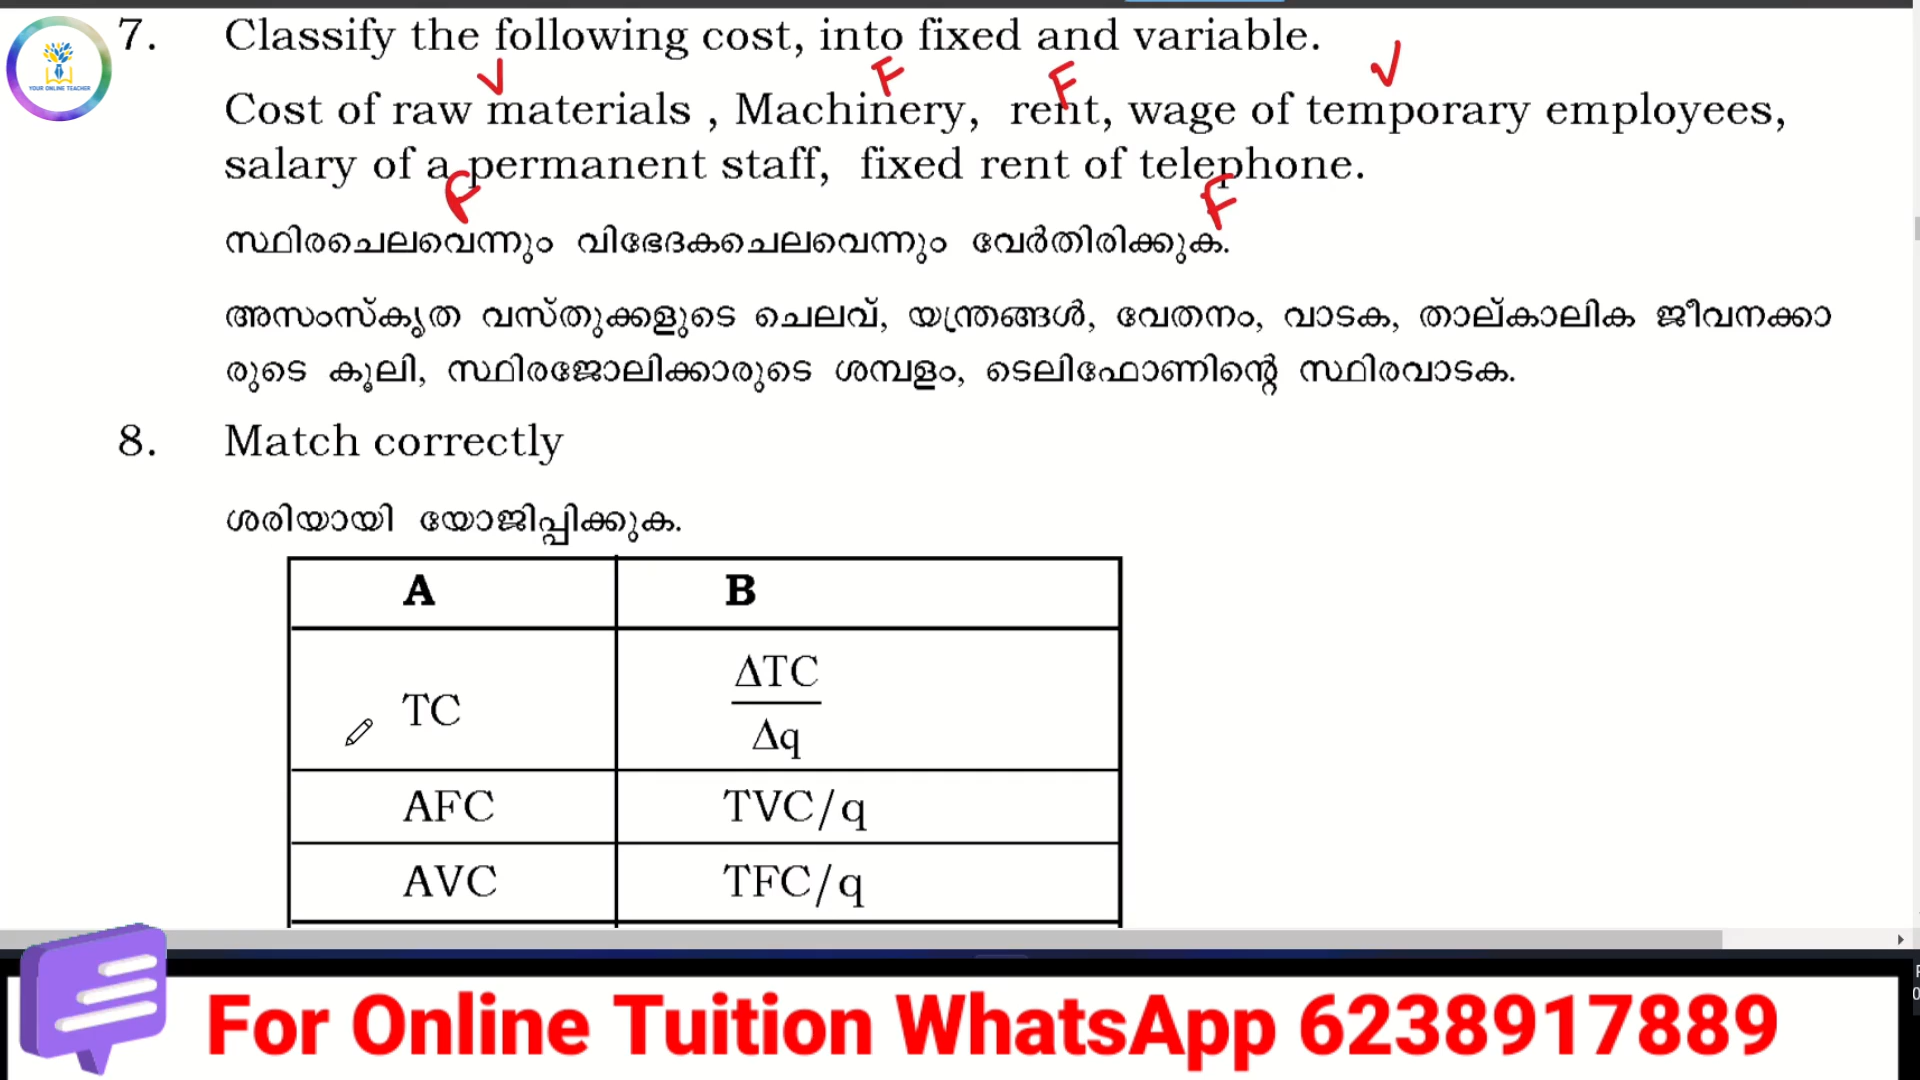 YOUR ONLINE TEACHER
7. Classify the following cost, into fixed and variable.
V F F V
Cost of raw materials , Machinery, rent, wage of temporary employees,
salary of a permanent staff, fixed rent of telephone.
F F
സ്ഥിരചെലവെന്നും വിഭേദകചെലവെന്നും വേർതിരിക്കുക.
അസംസ്കൃത വസ്തുക്കളുടെ ചെലവ്, യന്ത്രങ്ങൾ, വേതനം, വാടക, താല്കാലിക ജീവനക്കാ
രുടെ കൂലി, സ്ഥിരജോലിക്കാരുടെ ശമ്പളം, ടെലിഫോണിന്റെ സ്ഥിരവാടക.
8. Match correctly
ശരിയായി യോജിപ്പിക്കുക.
A B
TC ΔTC
Δq
AFC TVC/q
AVC TFC/q
For Online Tuition WhatsApp 6238917889